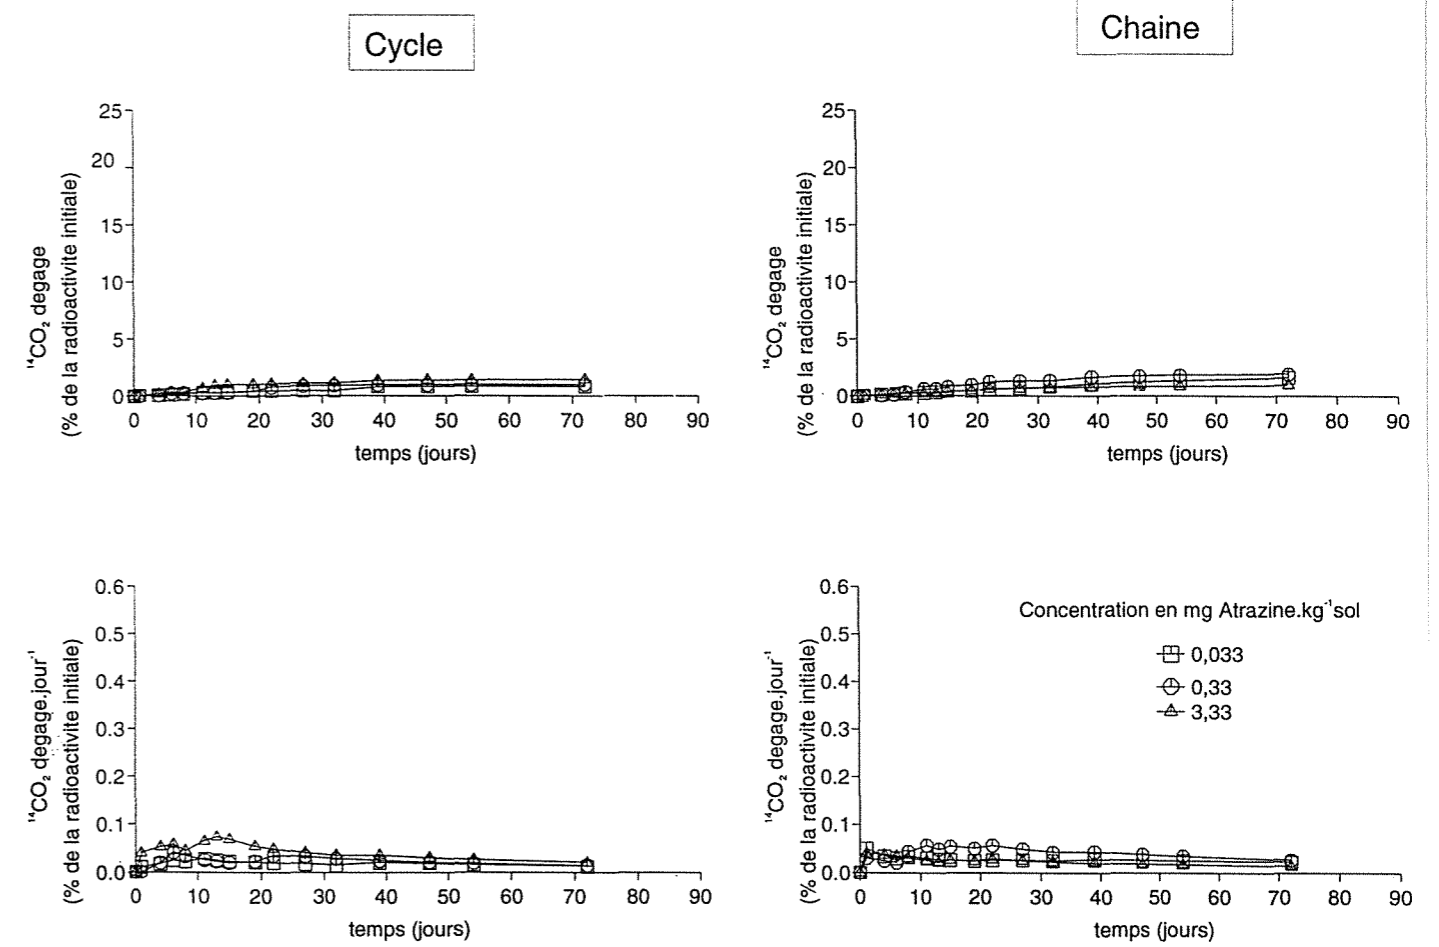 Cycle
Chaine
25
20
15
10
5
0
0 10 20 30 40 50 60 70 80 90
temps (jours)
¹⁴CO₂ degage
(% de la radioactivite initiale)
25
20
15
10
5
0
0 10 20 30 40 50 60 70 80 90
temps (jours)
¹⁴CO₂ degage
(% de la radioactivite initiale)
0.6
0.5
0.4
0.3
0.2
0.1
0.0
0 10 20 30 40 50 60 70 80 90
temps (jours)
¹⁴CO₂ degage.jour⁻¹
(% de la radioactivite initiale)
0.6
0.5
0.4
0.3
0.2
0.1
0.0
0 10 20 30 40 50 60 70 80 90
temps (jours)
¹⁴CO₂ degage.jour⁻¹
(% de la radioactivite initiale)
Concentration en mg Atrazine.kg⁻¹sol
0,033
0,33
3,33